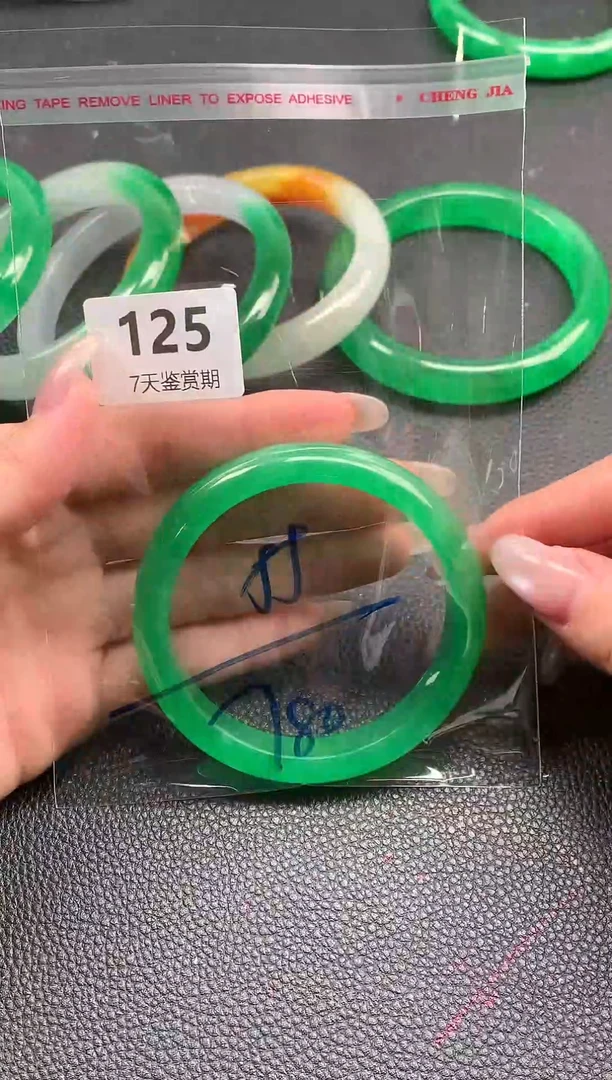 ING TAPE REMOVE LINER TO EXPOSE ADHESIVE * CHENG JIA
125
7天鉴赏期
780